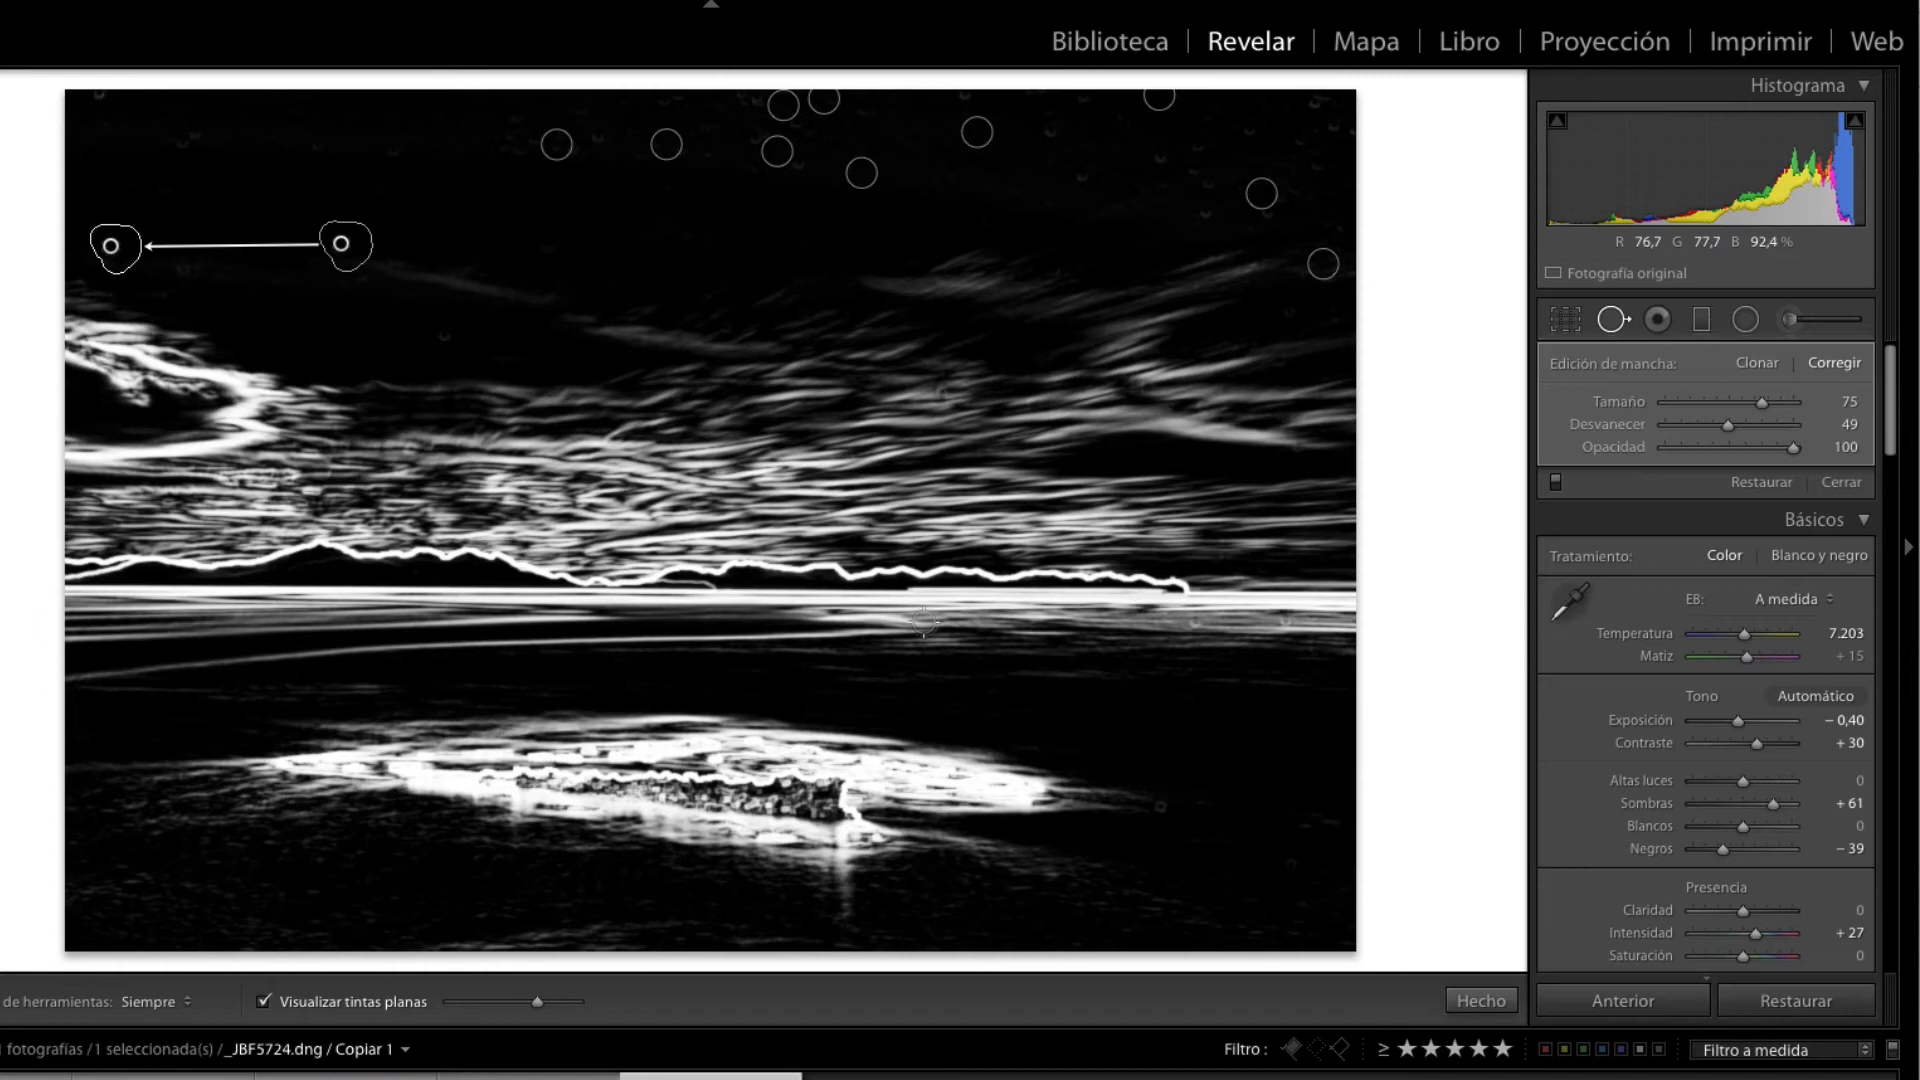 Biblioteca | Revelar | Mapa | Libro | Proyección | Imprimir | Web
Histograma
R 76,7 G 77,7 B 92,4 %
Fotografía original
Edición de mancha: Clonar | Corregir
Tamaño 75
Desvanecer 49
Opacidad 100
Restaurar | Cerrar
Básicos
Tratamiento: Color | Blanco y negro
EB: A medida
Temperatura 7.203
Matiz + 15
Tono Automático
Exposición − 0,40
Contraste + 30
Altas luces 0
Sombras + 61
Blancos 0
Negros − 39
Presencia
Claridad 0
Intensidad + 27
Saturación 0
de herramientas: Siempre Visualizar tintas planas Hecho Anterior Restaurar
fotografías /1 seleccionada(s) /_JBF5724.dng / Copiar 1 Filtro : ≥ ★★★★★ Filtro a medida